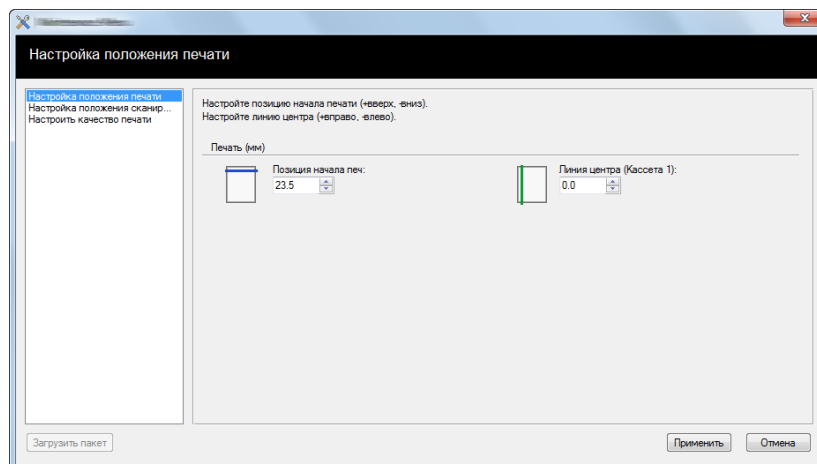 Настройка положения печати
Настройка положения печати
Настройка положения сканир...
Настроить качество печати
Настройте позицию начала печати (+вверх, -вниз).
Настройте линию центра (+вправо, -влево).
Печать (мм)
Позиция начала печ:
23.5
Линия центра (Кассета 1):
0.0
Загрузить пакет
Применить
Отмена